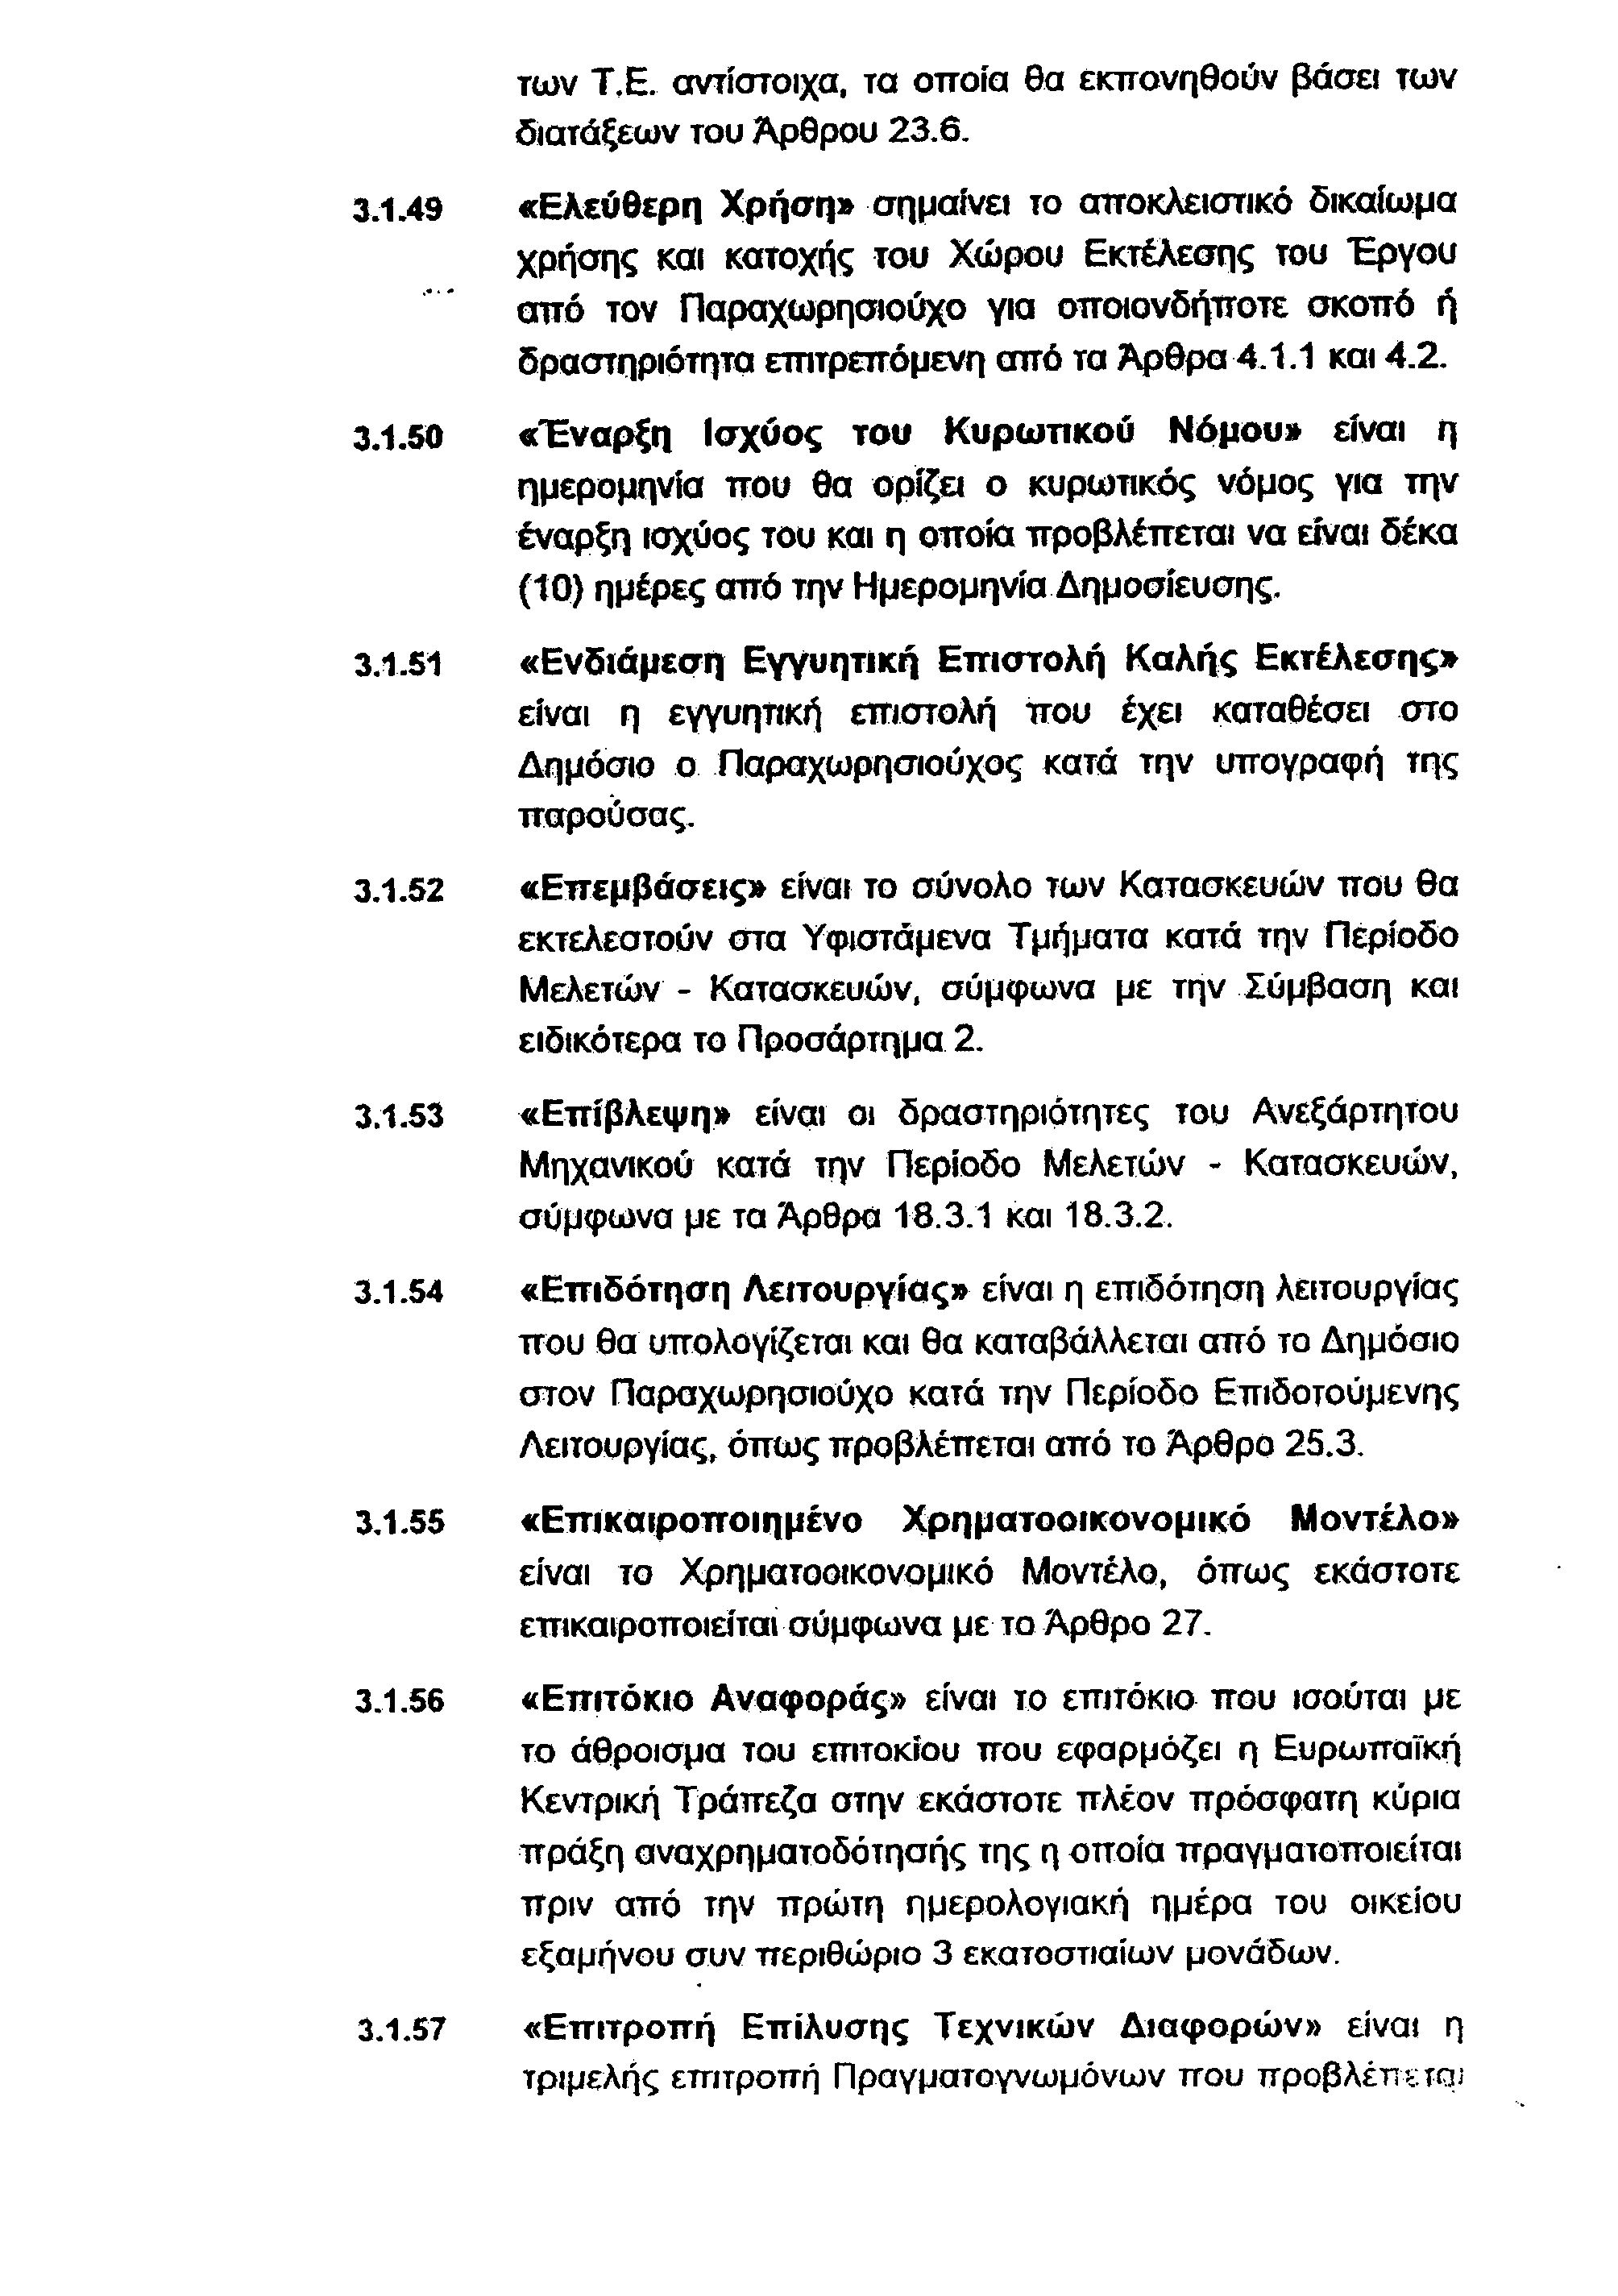 των Τ.Ε. αντίστοιχα, τα οποία θα εκπονηθούν βάσει των
διατάξεων του Άρθρου 23.6.
3.1.49 «Ελεύθερη Χρήση» σημαίνει το αποκλειστικό δικαίωμα
χρήσης και κατοχής του Χώρου Εκτέλεσης του Έργου
από τον Παραχωρησιούχο για οποιονδήποτε σκοπό ή
δραστηριότητα επιτρεπόμενη από τα Άρθρα 4.1.1 και 4.2.
3.1.50 «Έναρξη Ισχύος του Κυρωτικού Νόμου» είναι η
ημερομηνία που θα ορίζει ο κυρωτικός νόμος για την
έναρξη ισχύος του και η οποία προβλέπεται να είναι δέκα
(10) ημέρες από την Ημερομηνία Δημοσίευσης.
3.1.51 «Ενδιάμεση Εγγυητική Επιστολή Καλής Εκτέλεσης»
είναι η εγγυητική επιστολή που έχει καταθέσει στο
Δημόσιο ο Παραχωρησιούχος κατά την υπογραφή της
παρούσας.
3.1.52 «Επεμβάσεις» είναι το σύνολο των Κατασκευών που θα
εκτελεστούν στα Υφιστάμενα Τμήματα κατά την Περίοδο
Μελετών - Κατασκευών, σύμφωνα με την Σύμβαση και
ειδικότερα το Προσάρτημα 2.
3.1.53 «Επίβλεψη» είναι οι δραστηριότητες του Ανεξάρτητου
Μηχανικού κατά την Περίοδο Μελετών - Κατασκευών,
σύμφωνα με τα Άρθρα 18.3.1 και 18.3.2.
3.1.54 «Επιδότηση Λειτουργίας» είναι η επιδότηση λειτουργίας
που θα υπολογίζεται και θα καταβάλλεται από το Δημόσιο
στον Παραχωρησιούχο κατά την Περίοδο Επιδοτούμενης
Λειτουργίας, όπως προβλέπεται από το Άρθρο 25.3.
3.1.55 «Επικαιροποιημένο Χρηματοοικονομικό Μοντέλο»
είναι το Χρηματοοικονομικό Μοντέλο, όπως εκάστοτε
επικαιροποιείται σύμφωνα με το Άρθρο 27.
3.1.56 «Επιτόκιο Αναφοράς» είναι το επιτόκιο που ισούται με
το άθροισμα του επιτοκίου που εφαρμόζει η Ευρωπαϊκή
Κεντρική Τράπεζα στην εκάστοτε πλέον πρόσφατη κύρια
πράξη αναχρηματοδότησής της η οποία πραγματοποιείται
πριν από την πρώτη ημερολογιακή ημέρα του οικείου
εξαμήνου συν περιθώριο 3 εκατοστιαίων μονάδων.
3.1.57 «Επιτροπή Επίλυσης Τεχνικών Διαφορών» είναι η
τριμελής επιτροπή Πραγματογνωμόνων που προβλέπεται